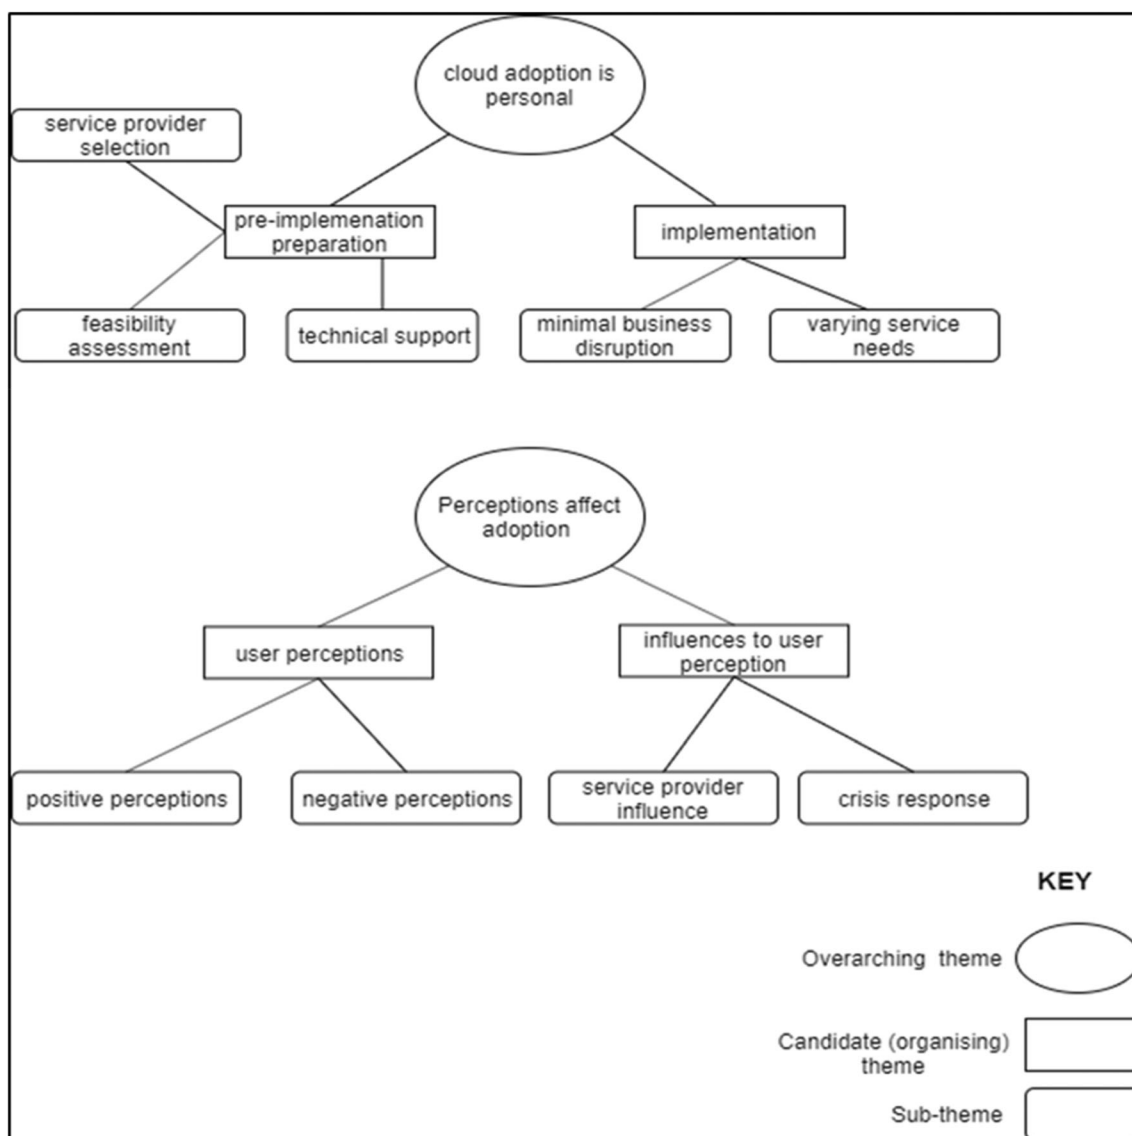 cloud adoption is
personal
service provider
selection
pre-implemenation
preparation
implementation
feasibility
assessment
technical support
minimal business
disruption
varying service
needs
Perceptions affect
adoption
user perceptions
influences to user
perception
positive perceptions
negative perceptions
service provider
influence
crisis response
KEY
Overarching theme
Candidate (organising)
theme
Sub-theme